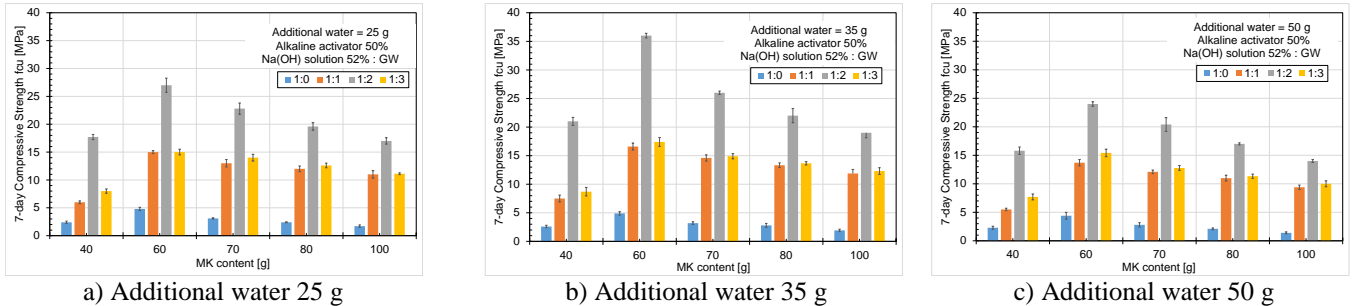 40
35
30
25
20
15
10
5
0
7-day Compressive Strength fcu [MPa]
Additional water = 25 g
Alkaline activator 50%
Na(OH) solution 52% : GW
1:0 1:1 1:2 1:3
40 60 70 80 100
MK content [g]
a) Additional water 25 g
40
35
30
25
20
15
10
5
0
7-day Compressive Strength fcu [MPa]
Additional water = 35 g
Alkaline activator 50%
Na(OH) solution 52% : GW
1:0 1:1 1:2 1:3
40 60 70 80 100
MK content [g]
b) Additional water 35 g
40
35
30
25
20
15
10
5
0
7-day Compressive Strength fcu [MPa]
Additional water = 50 g
Alkaline activator 50%
Na(OH) solution 52% : GW
1:0 1:1 1:2 1:3
40 60 70 80 100
MK content [g]
c) Additional water 50 g